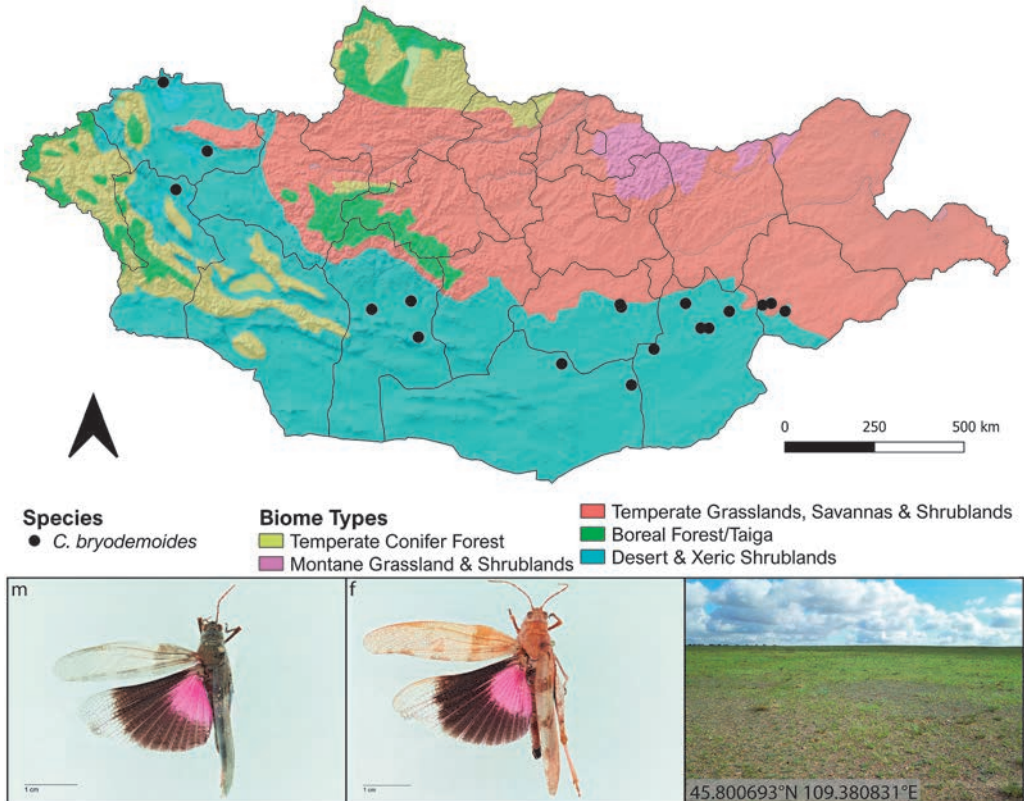 0 250 500 km
Species
C. bryodemoides
Biome Types
Temperate Conifer Forest
Montane Grassland & Shrublands
Temperate Grasslands, Savannas & Shrublands
Boreal Forest/Taiga
Desert & Xeric Shrublands
m
1 cm
f
1 cm
45.800693°N 109.380831°E